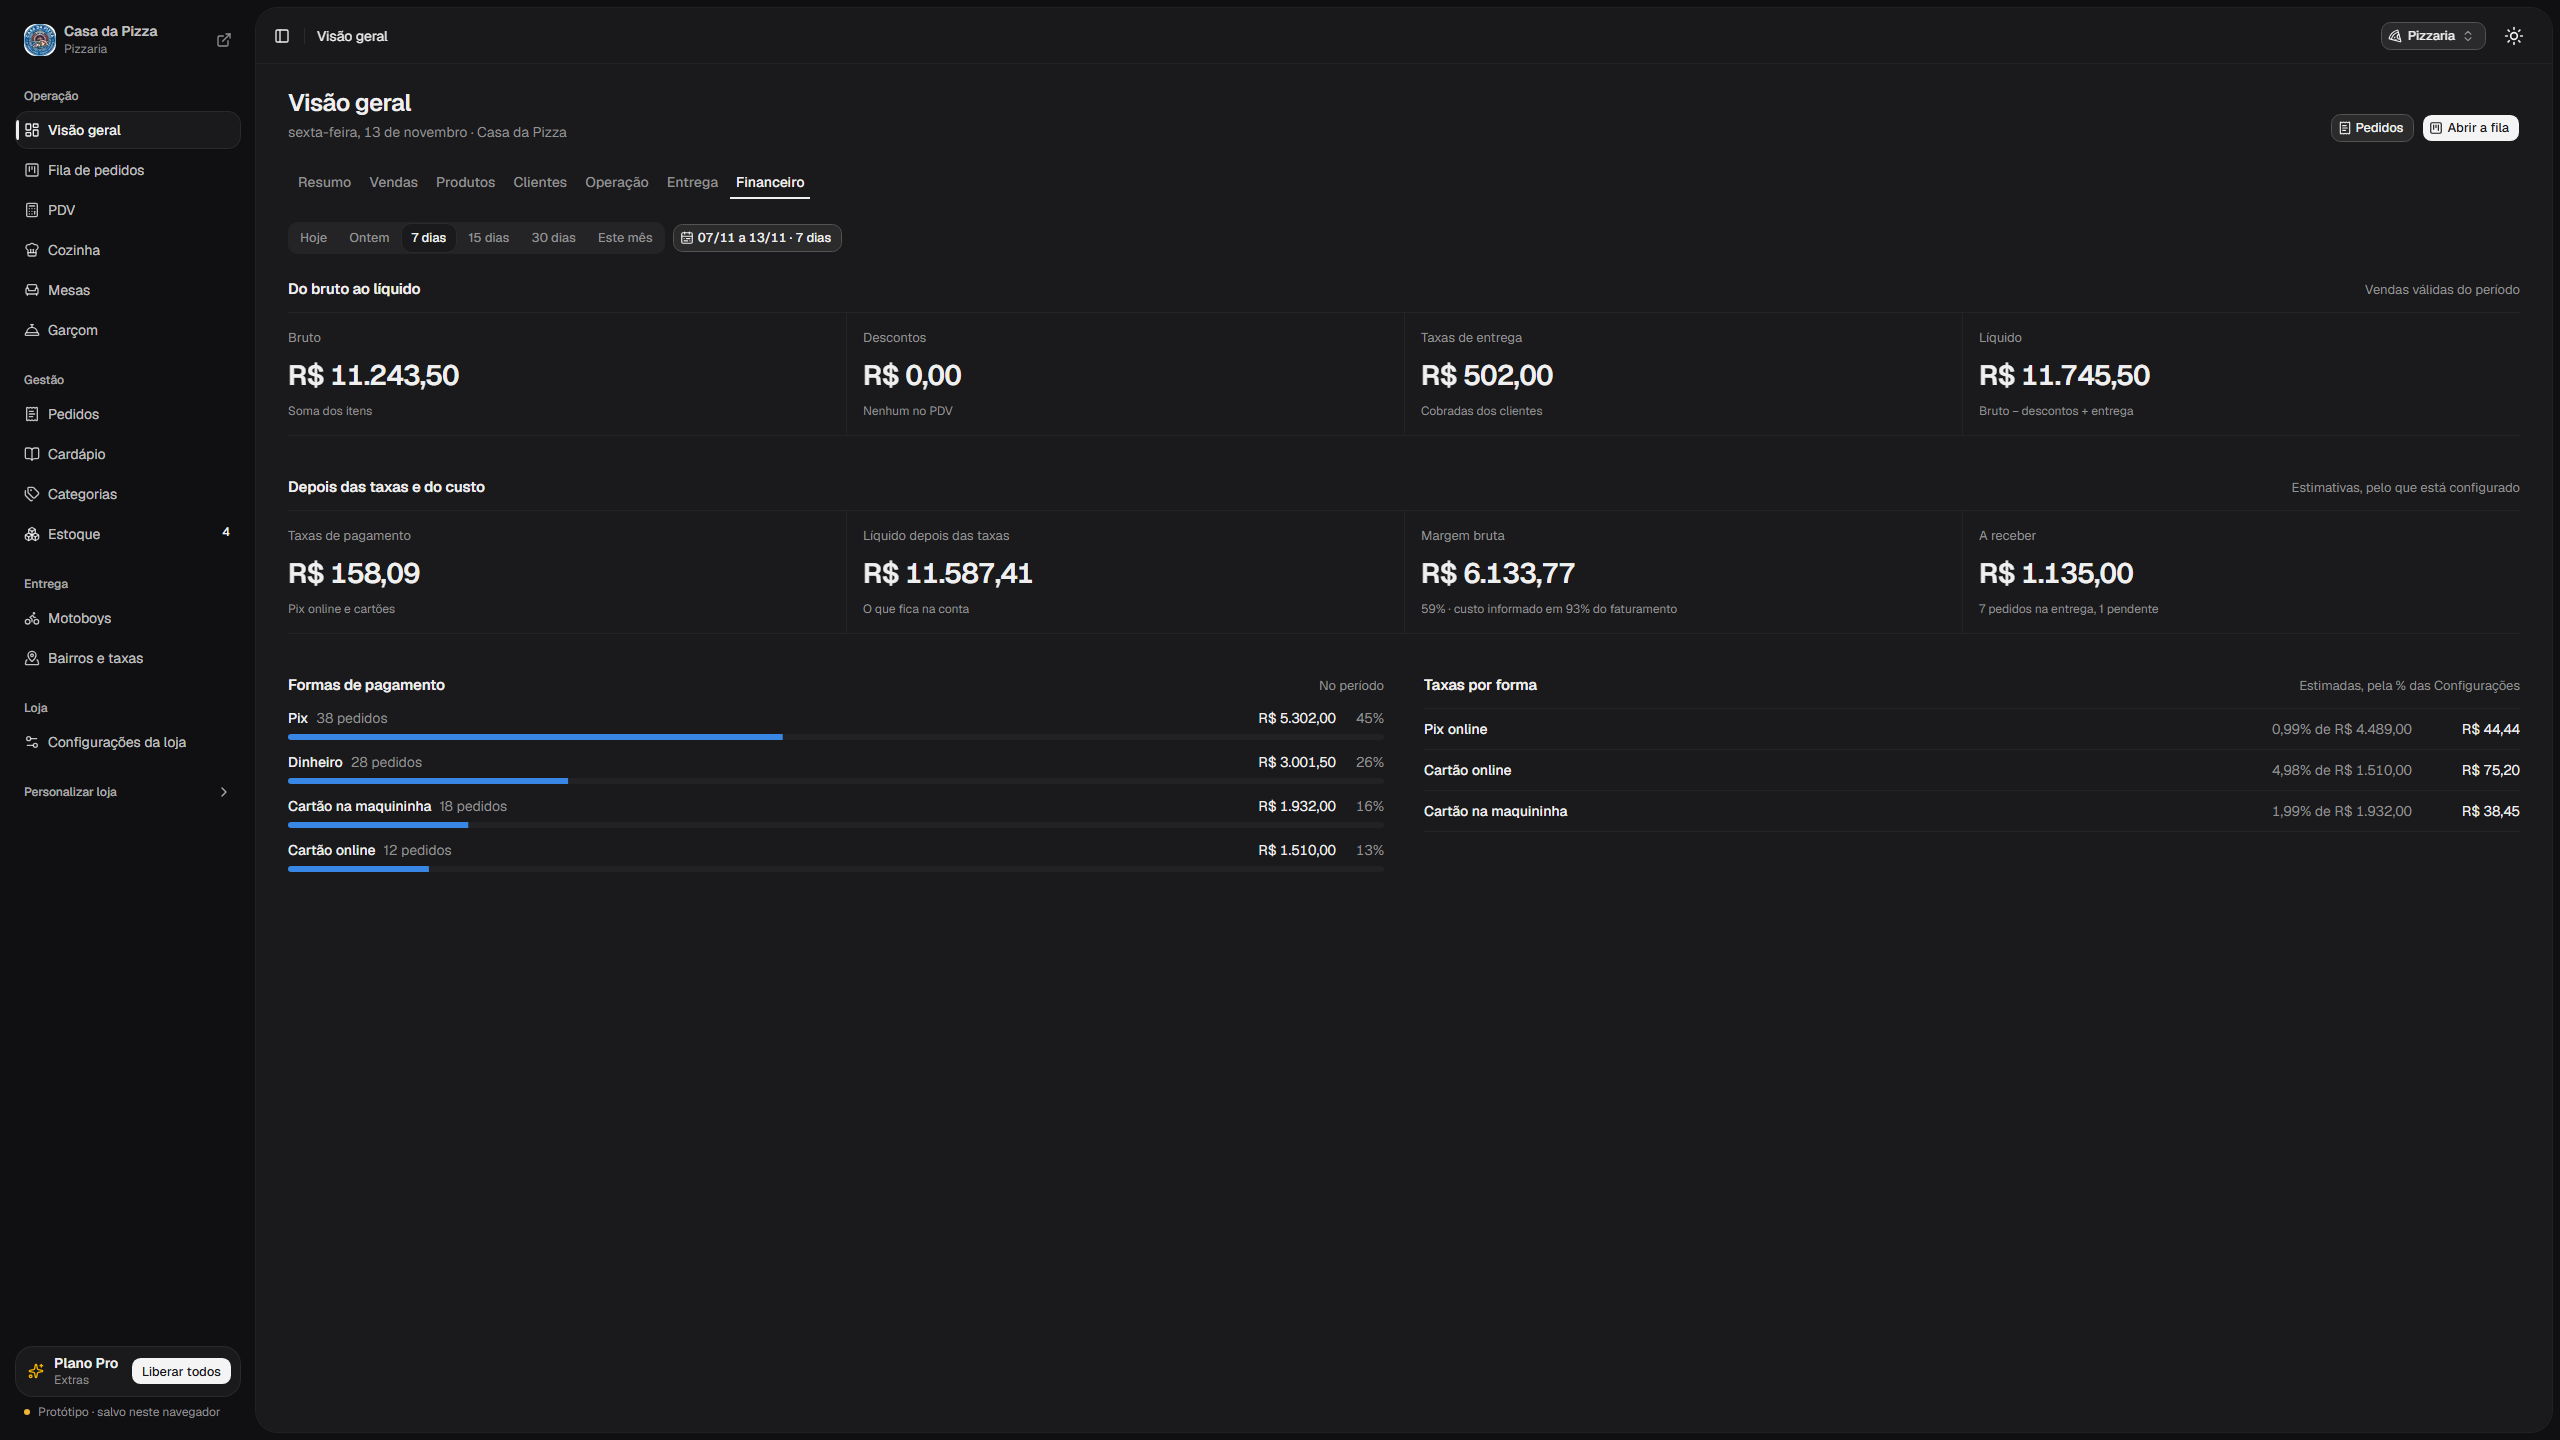 Casa da Pizza
Pizzaria
Operação
Visão geral
Fila de pedidos
PDV
Cozinha
Mesas
Garçom
Gestão
Pedidos
Cardápio
Categorias
Estoque 4
Entrega
Motoboys
Bairros e taxas
Loja
Configurações da loja
Personalizar loja
Plano Pro
Extras
Liberar todos
Protótipo · salvo neste navegador
Visão geral
Pizzaria
Visão geral
sexta-feira, 13 de novembro · Casa da Pizza
Pedidos Abrir a fila
Resumo Vendas Produtos Clientes Operação Entrega Financeiro
Hoje Ontem 7 dias 15 dias 30 dias Este mês 07/11 a 13/11 · 7 dias
Do bruto ao líquido Vendas válidas do período
Bruto
R$ 11.243,50
Soma dos itens
Descontos
R$ 0,00
Nenhum no PDV
Taxas de entrega
R$ 502,00
Cobradas dos clientes
Líquido
R$ 11.745,50
Bruto − descontos + entrega
Depois das taxas e do custo Estimativas, pelo que está configurado
Taxas de pagamento
R$ 158,09
Pix online e cartões
Líquido depois das taxas
R$ 11.587,41
O que fica na conta
Margem bruta
R$ 6.133,77
59% · custo informado em 93% do faturamento
A receber
R$ 1.135,00
7 pedidos na entrega, 1 pendente
Formas de pagamento No período
Pix 38 pedidos R$ 5.302,00 45%
Dinheiro 28 pedidos R$ 3.001,50 26%
Cartão na maquininha 18 pedidos R$ 1.932,00 16%
Cartão online 12 pedidos R$ 1.510,00 13%
Taxas por forma Estimadas, pela % das Configurações
Pix online 0,99% de R$ 4.489,00 R$ 44,44
Cartão online 4,98% de R$ 1.510,00 R$ 75,20
Cartão na maquininha 1,99% de R$ 1.932,00 R$ 38,45